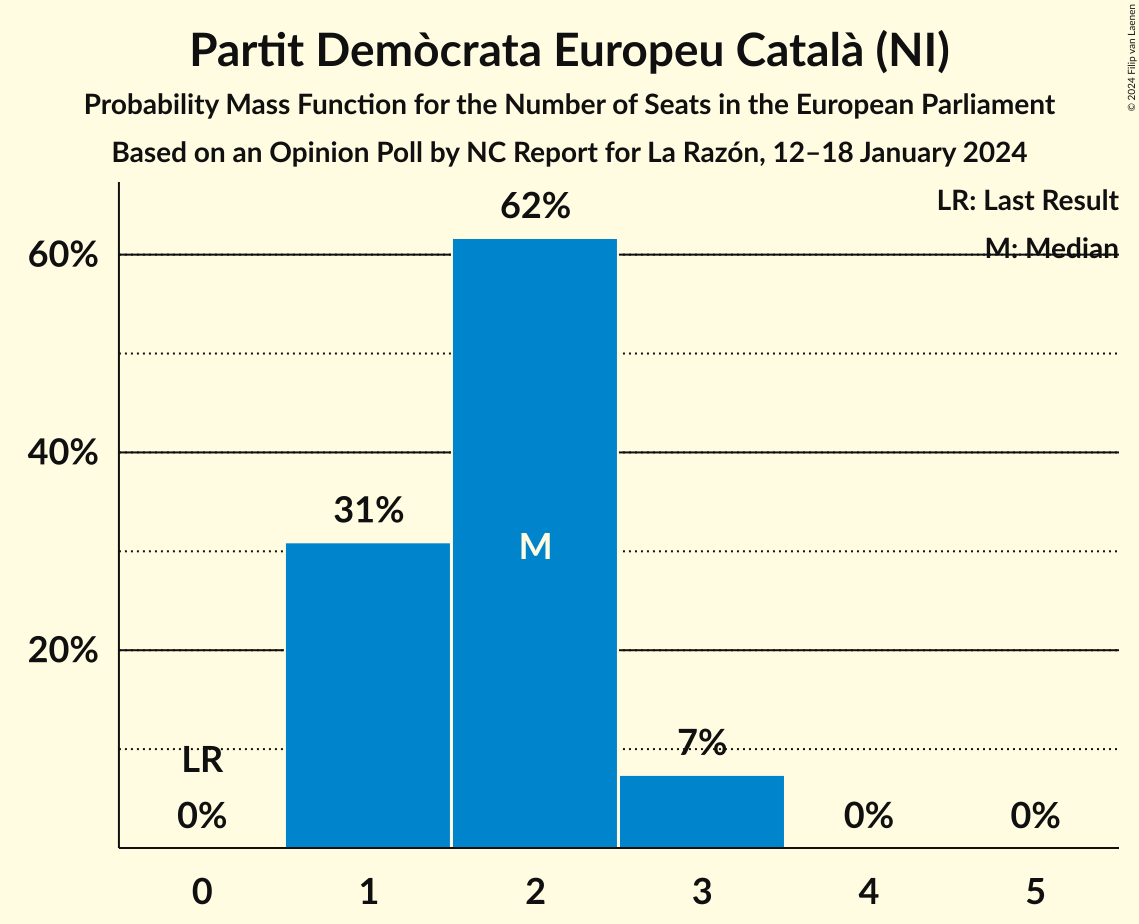 Partit Demòcrata Europeu Català (NI)
Probability Mass Function for the Number of Seats in the European Parliament
Based on an Opinion Poll by NC Report for La Razón, 12–18 January 2024
© 2024 Filip van Laenen
LR: Last Result
M: Median
62%
60%
40%
31%
M
20%
7%
LR
0%
0%
0%
0
1
2
3
4
5